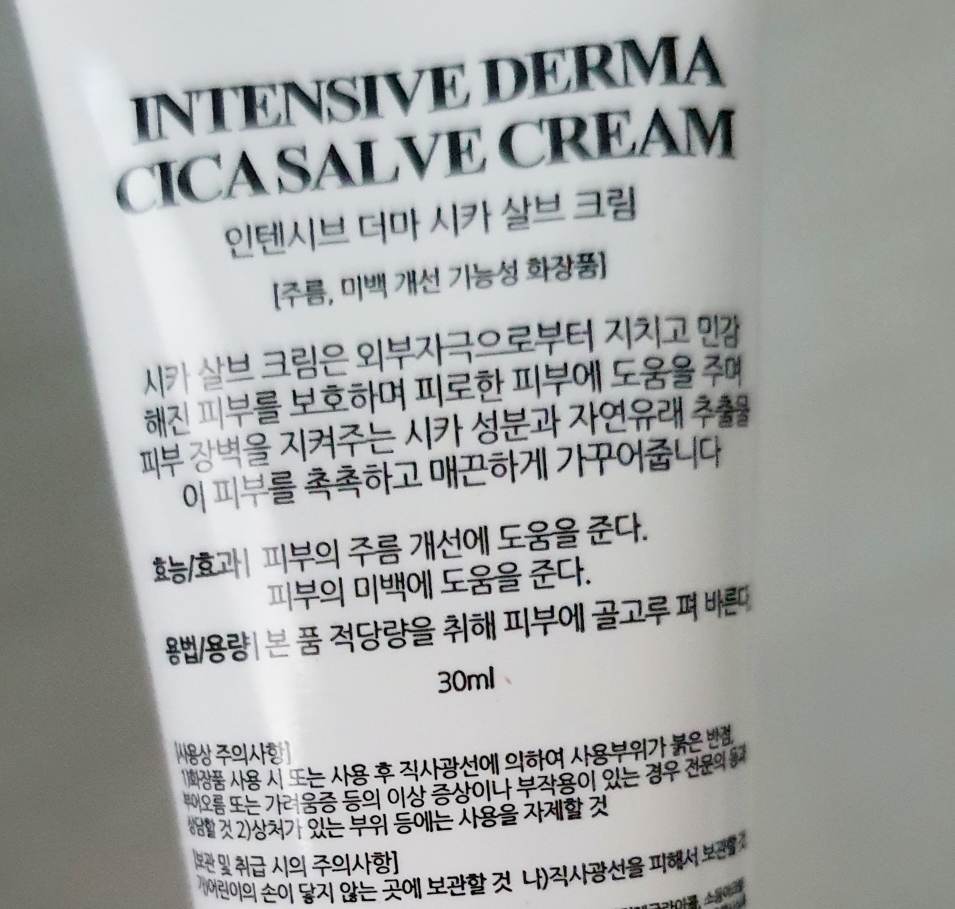 INTENSIVE DERMA
CICA SALVE CREAM
인텐시브 더마 시카 살브 크림
[주름, 미백 개선 기능성 화장품]
시카 살브 크림은 외부자극으로부터 지치고 민감
해진 피부를 보호하며 피로한 피부에 도움을 주며
피부 장벽을 지켜주는 시카 성분과 자연유래 추출물
이 피부를 촉촉하고 매끈하게 가꾸어줍니다
효능/효과| 피부의 주름 개선에 도움을 준다.
피부의 미백에 도움을 준다.
용법/용량| 본 품 적당량을 취해 피부에 골고루 펴 바른다
30ml
[사용상 주의사항]
1)화장품 사용 시 또는 사용 후 직사광선에 의하여 사용부위가 붉은 반점,
부어오름 또는 가려움증 등의 이상 증상이나 부작용이 있는 경우 전문의 등과
상담할 것 2)상처가 있는 부위 등에는 사용을 자제할 것
[보관 및 취급 시의 주의사항]
가)어린이의 손이 닿지 않는 곳에 보관할 것 나)직사광선을 피해서 보관할 것